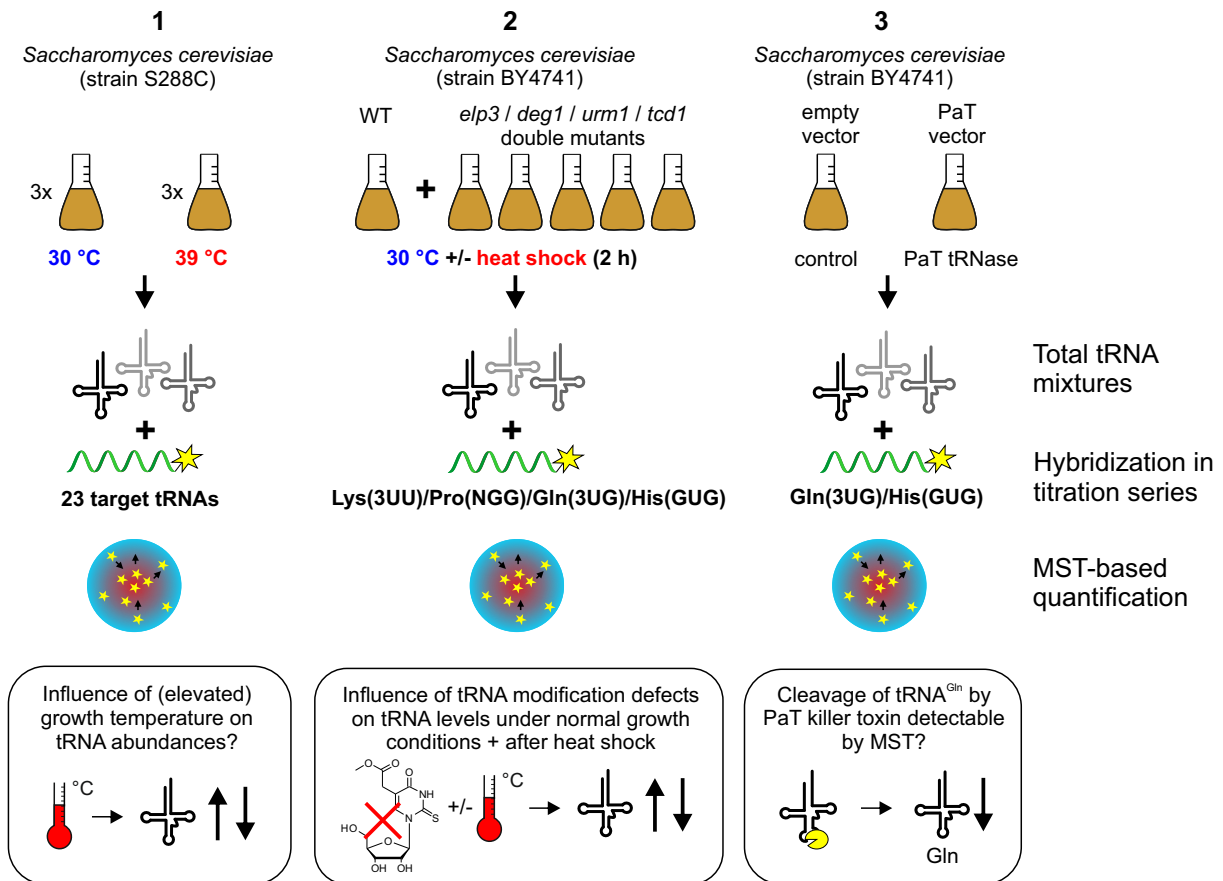 1
Saccharomyces cerevisiae
(strain S288C)
3x
3x
30 °C
39 °C
+
23 target tRNAs
Influence of (elevated)
growth temperature on
tRNA abundances?
°C
2
Saccharomyces cerevisiae
(strain BY4741)
WT
elp3 / deg1 / urm1 / tcd1
double mutants
+
30 °C +/- heat shock (2 h)
+
Lys(3UU)/Pro(NGG)/Gln(3UG)/His(GUG)
Influence of tRNA modification defects
on tRNA levels under normal growth
conditions + after heat shock
O
O
O
NH
N
S
HO
O
OH OH
+/-
°C
3
Saccharomyces cerevisiae
(strain BY4741)
empty
vector
PaT
vector
control
PaT tRNase
+
Gln(3UG)/His(GUG)
Cleavage of tRNA^Gln by
PaT killer toxin detectable
by MST?
Gln
Total tRNA
mixtures
Hybridization in
titration series
MST-based
quantification